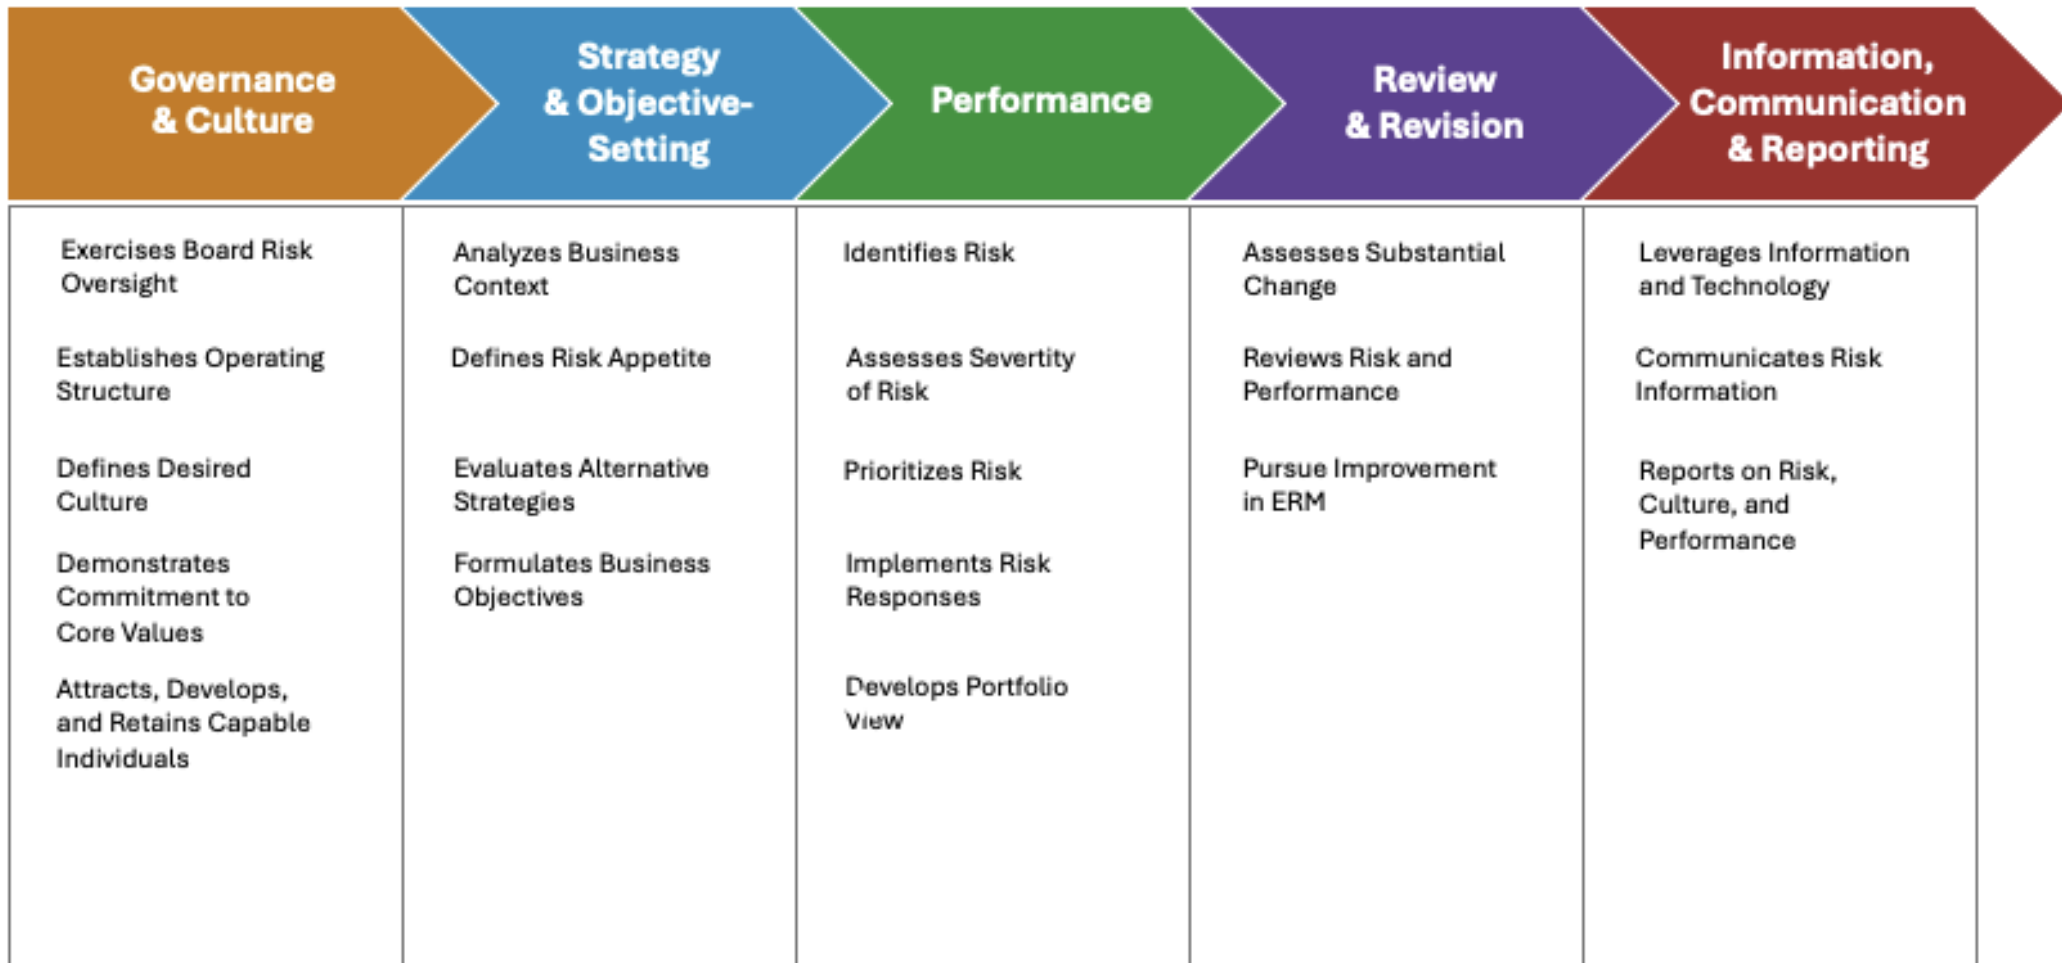 Governance
& Culture
Strategy
& Objective-
Setting
Performance
Review
& Revision
Information,
Communication
& Reporting
Exercises Board Risk
Oversight
Establishes Operating
Structure
Defines Desired
Culture
Demonstrates
Commitment to
Core Values
Attracts, Develops,
and Retains Capable
Individuals
Analyzes Business
Context
Defines Risk Appetite
Evaluates Alternative
Strategies
Formulates Business
Objectives
Identifies Risk
Assesses Severtity
of Risk
Prioritizes Risk
Implements Risk
Responses
Develops Portfolio
View
Assesses Substantial
Change
Reviews Risk and
Performance
Pursue Improvement
in ERM
Leverages Information
and Technology
Communicates Risk
Information
Reports on Risk,
Culture, and
Performance